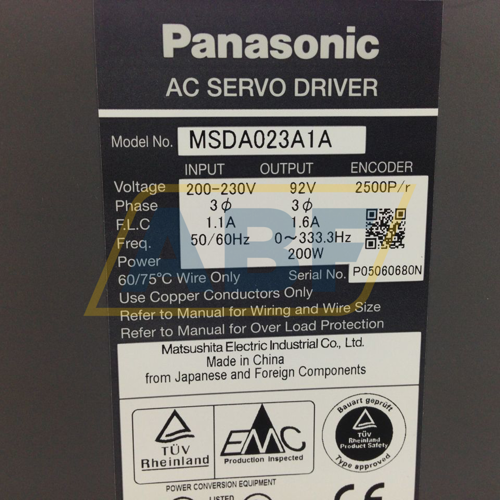 Panasonic
AC SERVO DRIVER
Model No. MSDA023A1A
INPUT OUTPUT ENCODER
Voltage 200-230V 92V 2500P/r
Phase 3ϕ 3ϕ
F.L.C 1.1A 1.6A
Freq. 50/60Hz 0~333.3Hz
Power 200W
60/75°C Wire Only Serial No. P05060680N
Use Copper Conductors Only
Refer to Manual for Wiring and Wire Size
Refer to Manual for Over Load Protection
Matsushita Electric Industrial Co., Ltd.
Made in China
from Japanese and Foreign Components
TÜV
Rheinland
EMC
Production Inspected
Bauart geprüft
TÜV
Rheinland
Product Safety
Type approved
POWER CONVERSION EQUIPMENT
LISTED
CE
ABF